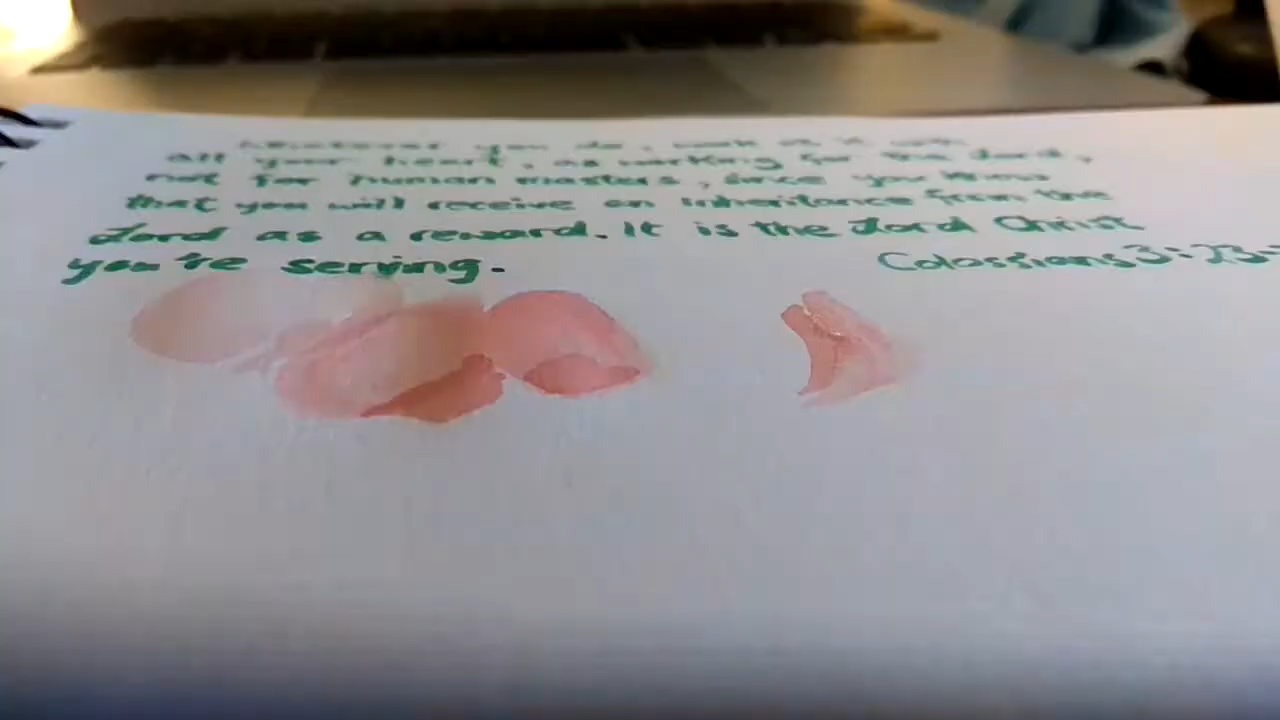 Whatever you do, work at it with
all your heart, as working for the Lord,
not for human masters, since you know
that you will receive an inheritance from the
Lord as a reward. It is the Lord Christ
you're serving.
Colossians 3:23-